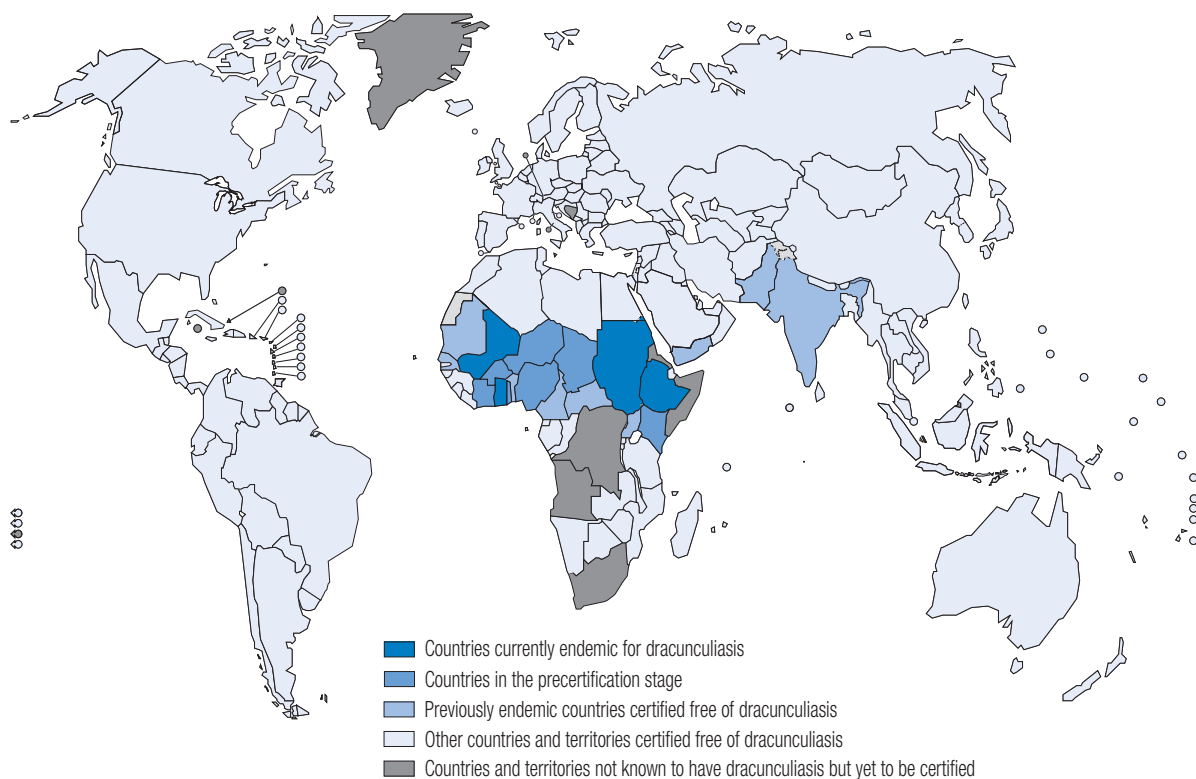 Countries currently endemic for dracunculiasis
Countries in the precertification stage
Previously endemic countries certified free of dracunculiasis
Other countries and territories certified free of dracunculiasis
Countries and territories not known to have dracunculiasis but yet to be certified